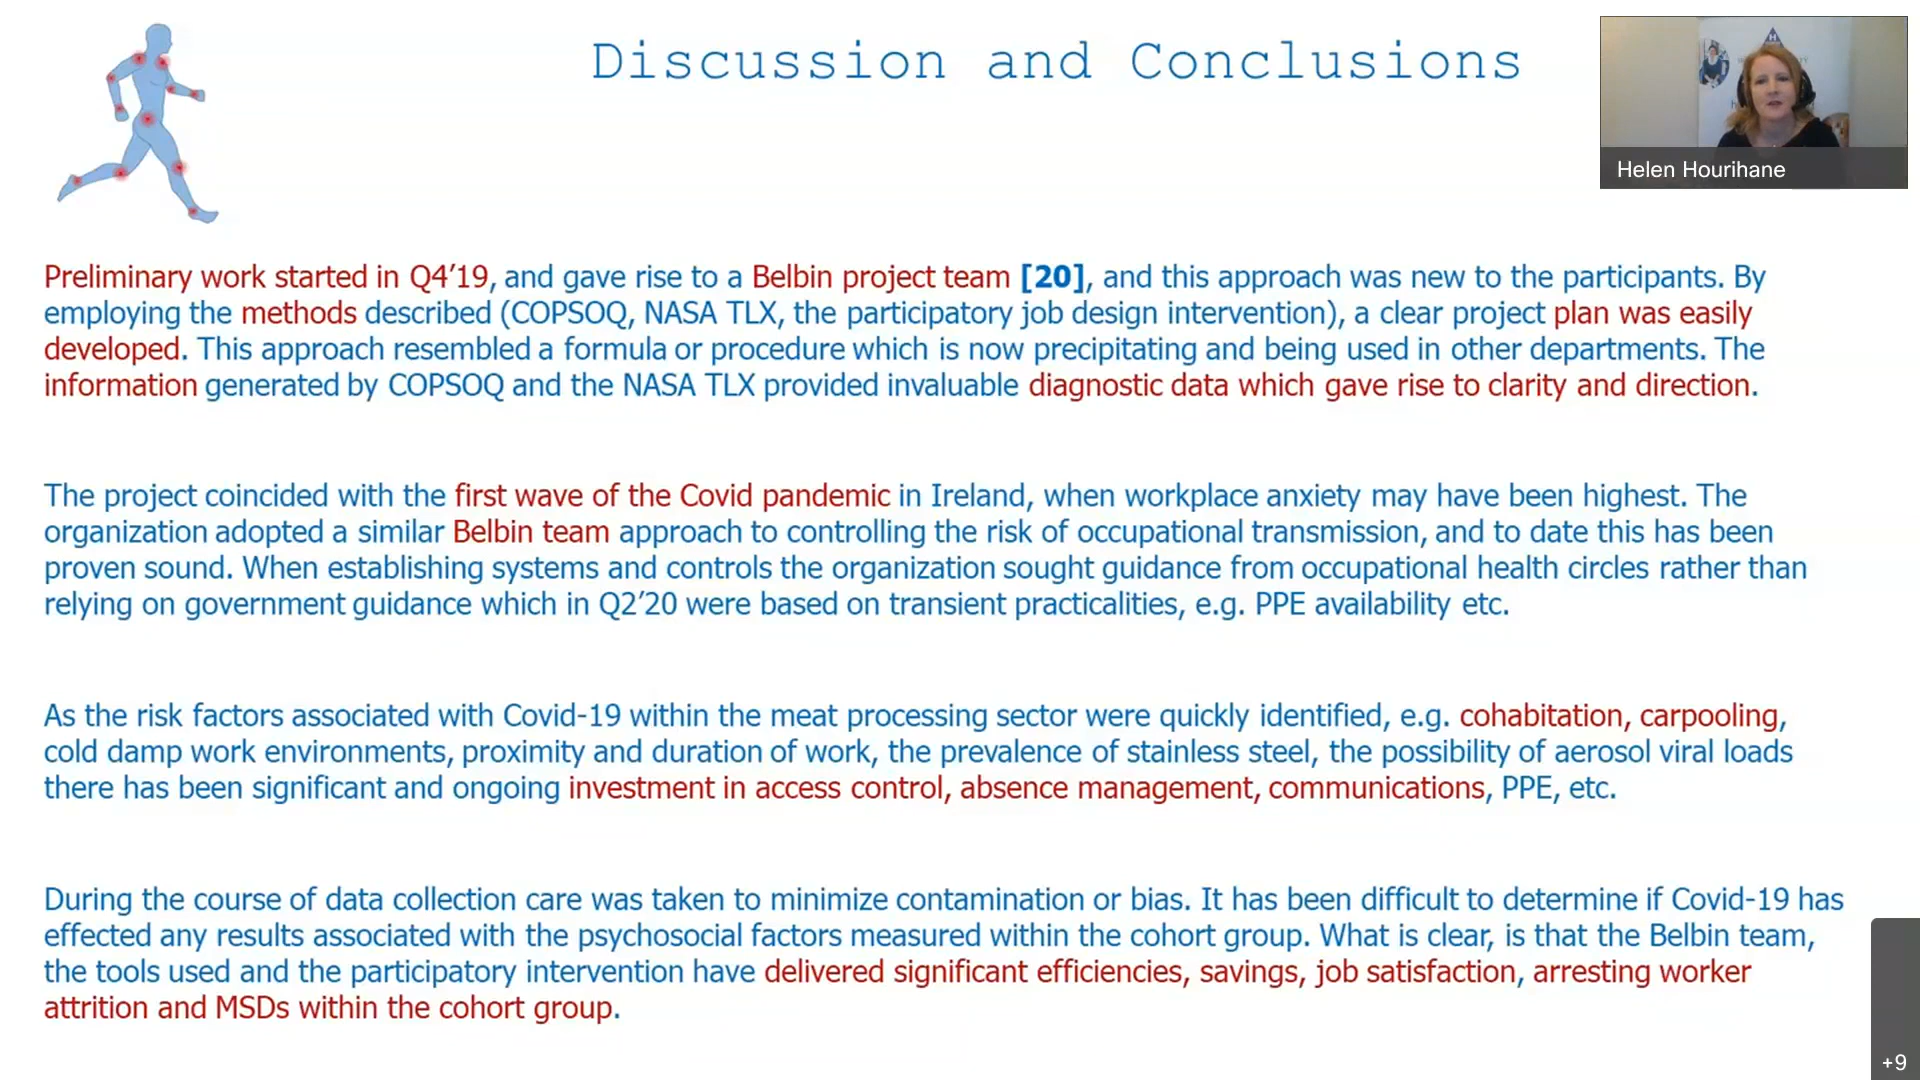 Discussion and Conclusions
Helen Hourihane
Preliminary work started in Q4’19, and gave rise to a Belbin project team [20], and this approach was new to the participants. By
employing the methods described (COPSOQ, NASA TLX, the participatory job design intervention), a clear project plan was easily
developed. This approach resembled a formula or procedure which is now precipitating and being used in other departments. The
information generated by COPSOQ and the NASA TLX provided invaluable diagnostic data which gave rise to clarity and direction.
The project coincided with the first wave of the Covid pandemic in Ireland, when workplace anxiety may have been highest. The
organization adopted a similar Belbin team approach to controlling the risk of occupational transmission, and to date this has been
proven sound. When establishing systems and controls the organization sought guidance from occupational health circles rather than
relying on government guidance which in Q2’20 were based on transient practicalities, e.g. PPE availability etc.
As the risk factors associated with Covid-19 within the meat processing sector were quickly identified, e.g. cohabitation, carpooling,
cold damp work environments, proximity and duration of work, the prevalence of stainless steel, the possibility of aerosol viral loads
there has been significant and ongoing investment in access control, absence management, communications, PPE, etc.
During the course of data collection care was taken to minimize contamination or bias. It has been difficult to determine if Covid-19 has
effected any results associated with the psychosocial factors measured within the cohort group. What is clear, is that the Belbin team,
the tools used and the participatory intervention have delivered significant efficiencies, savings, job satisfaction, arresting worker
attrition and MSDs within the cohort group.
+9